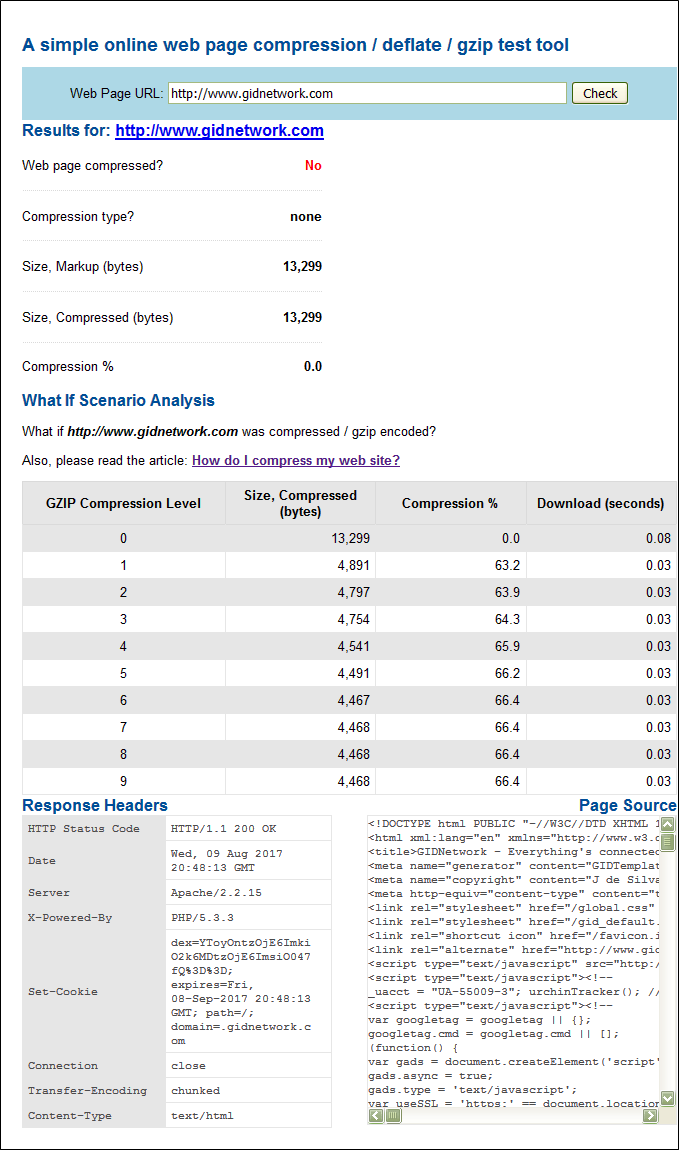 A simple online web page compression / deflate / gzip test tool
Web Page URL: http://www.gidnetwork.com Check
Results for: http://www.gidnetwork.com
Web page compressed? No
Compression type? none
Size, Markup (bytes) 13,299
Size, Compressed (bytes) 13,299
Compression % 0.0
What If Scenario Analysis
What if http://www.gidnetwork.com was compressed / gzip encoded?
Also, please read the article: How do I compress my web site?
GZIP Compression Level Size, Compressed (bytes) Compression % Download (seconds)
0 13,299 0.0 0.08
1 4,891 63.2 0.03
2 4,797 63.9 0.03
3 4,754 64.3 0.03
4 4,541 65.9 0.03
5 4,491 66.2 0.03
6 4,467 66.4 0.03
7 4,468 66.4 0.03
8 4,468 66.4 0.03
9 4,468 66.4 0.03
Response Headers
HTTP Status Code HTTP/1.1 200 OK
Date Wed, 09 Aug 2017
20:48:13 GMT
Server Apache/2.2.15
X-Powered-By PHP/5.3.3
Set-Cookie
dex=YToyOntzOjE6Imki
O2k6MDtzOjE6ImsiO047
fQ%3D%3D;
expires=Fri,
08-Sep-2017 20:48:13
GMT; path=/;
domain=.gidnetwork.c
om
Connection close
Transfer-Encoding chunked
Content-Type text/html
Page Source
<!DOCTYPE html PUBLIC "-//W3C//DTD XHTML 1
<html xml:lang="en" xmlns="http://www.w3.o
<title>GIDNetwork - Everything's connected
<meta name="generator" content="GIDTemplat
<meta name="copyright" content="J de Silva
<meta http-equiv="content-type" content="t
<link rel="stylesheet" href="/global.css"
<link rel="stylesheet" href="/gid_default.
<link rel="shortcut icon" href="/favicon.i
<link rel="alternate" href="http://www.gid
<script type="text/javascript" src="http:/
<script type="text/javascript"><!--
_uacct = "UA-55009-3"; urchinTracker(); //
<script type="text/javascript"><!--
var googletag = googletag || {};
googletag.cmd = googletag.cmd || [];
(function() {
var gads = document.createElement('script'
gads.async = true;
gads.type = 'text/javascript';
var useSSL = 'https:' == document.location